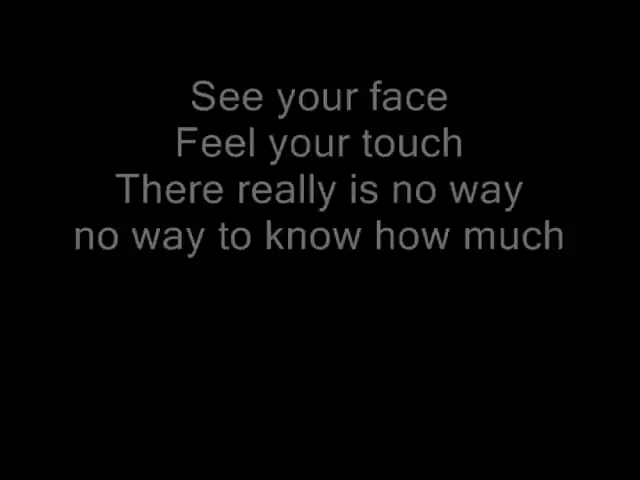 See your face
Feel your touch
There really is no way
no way to know how much